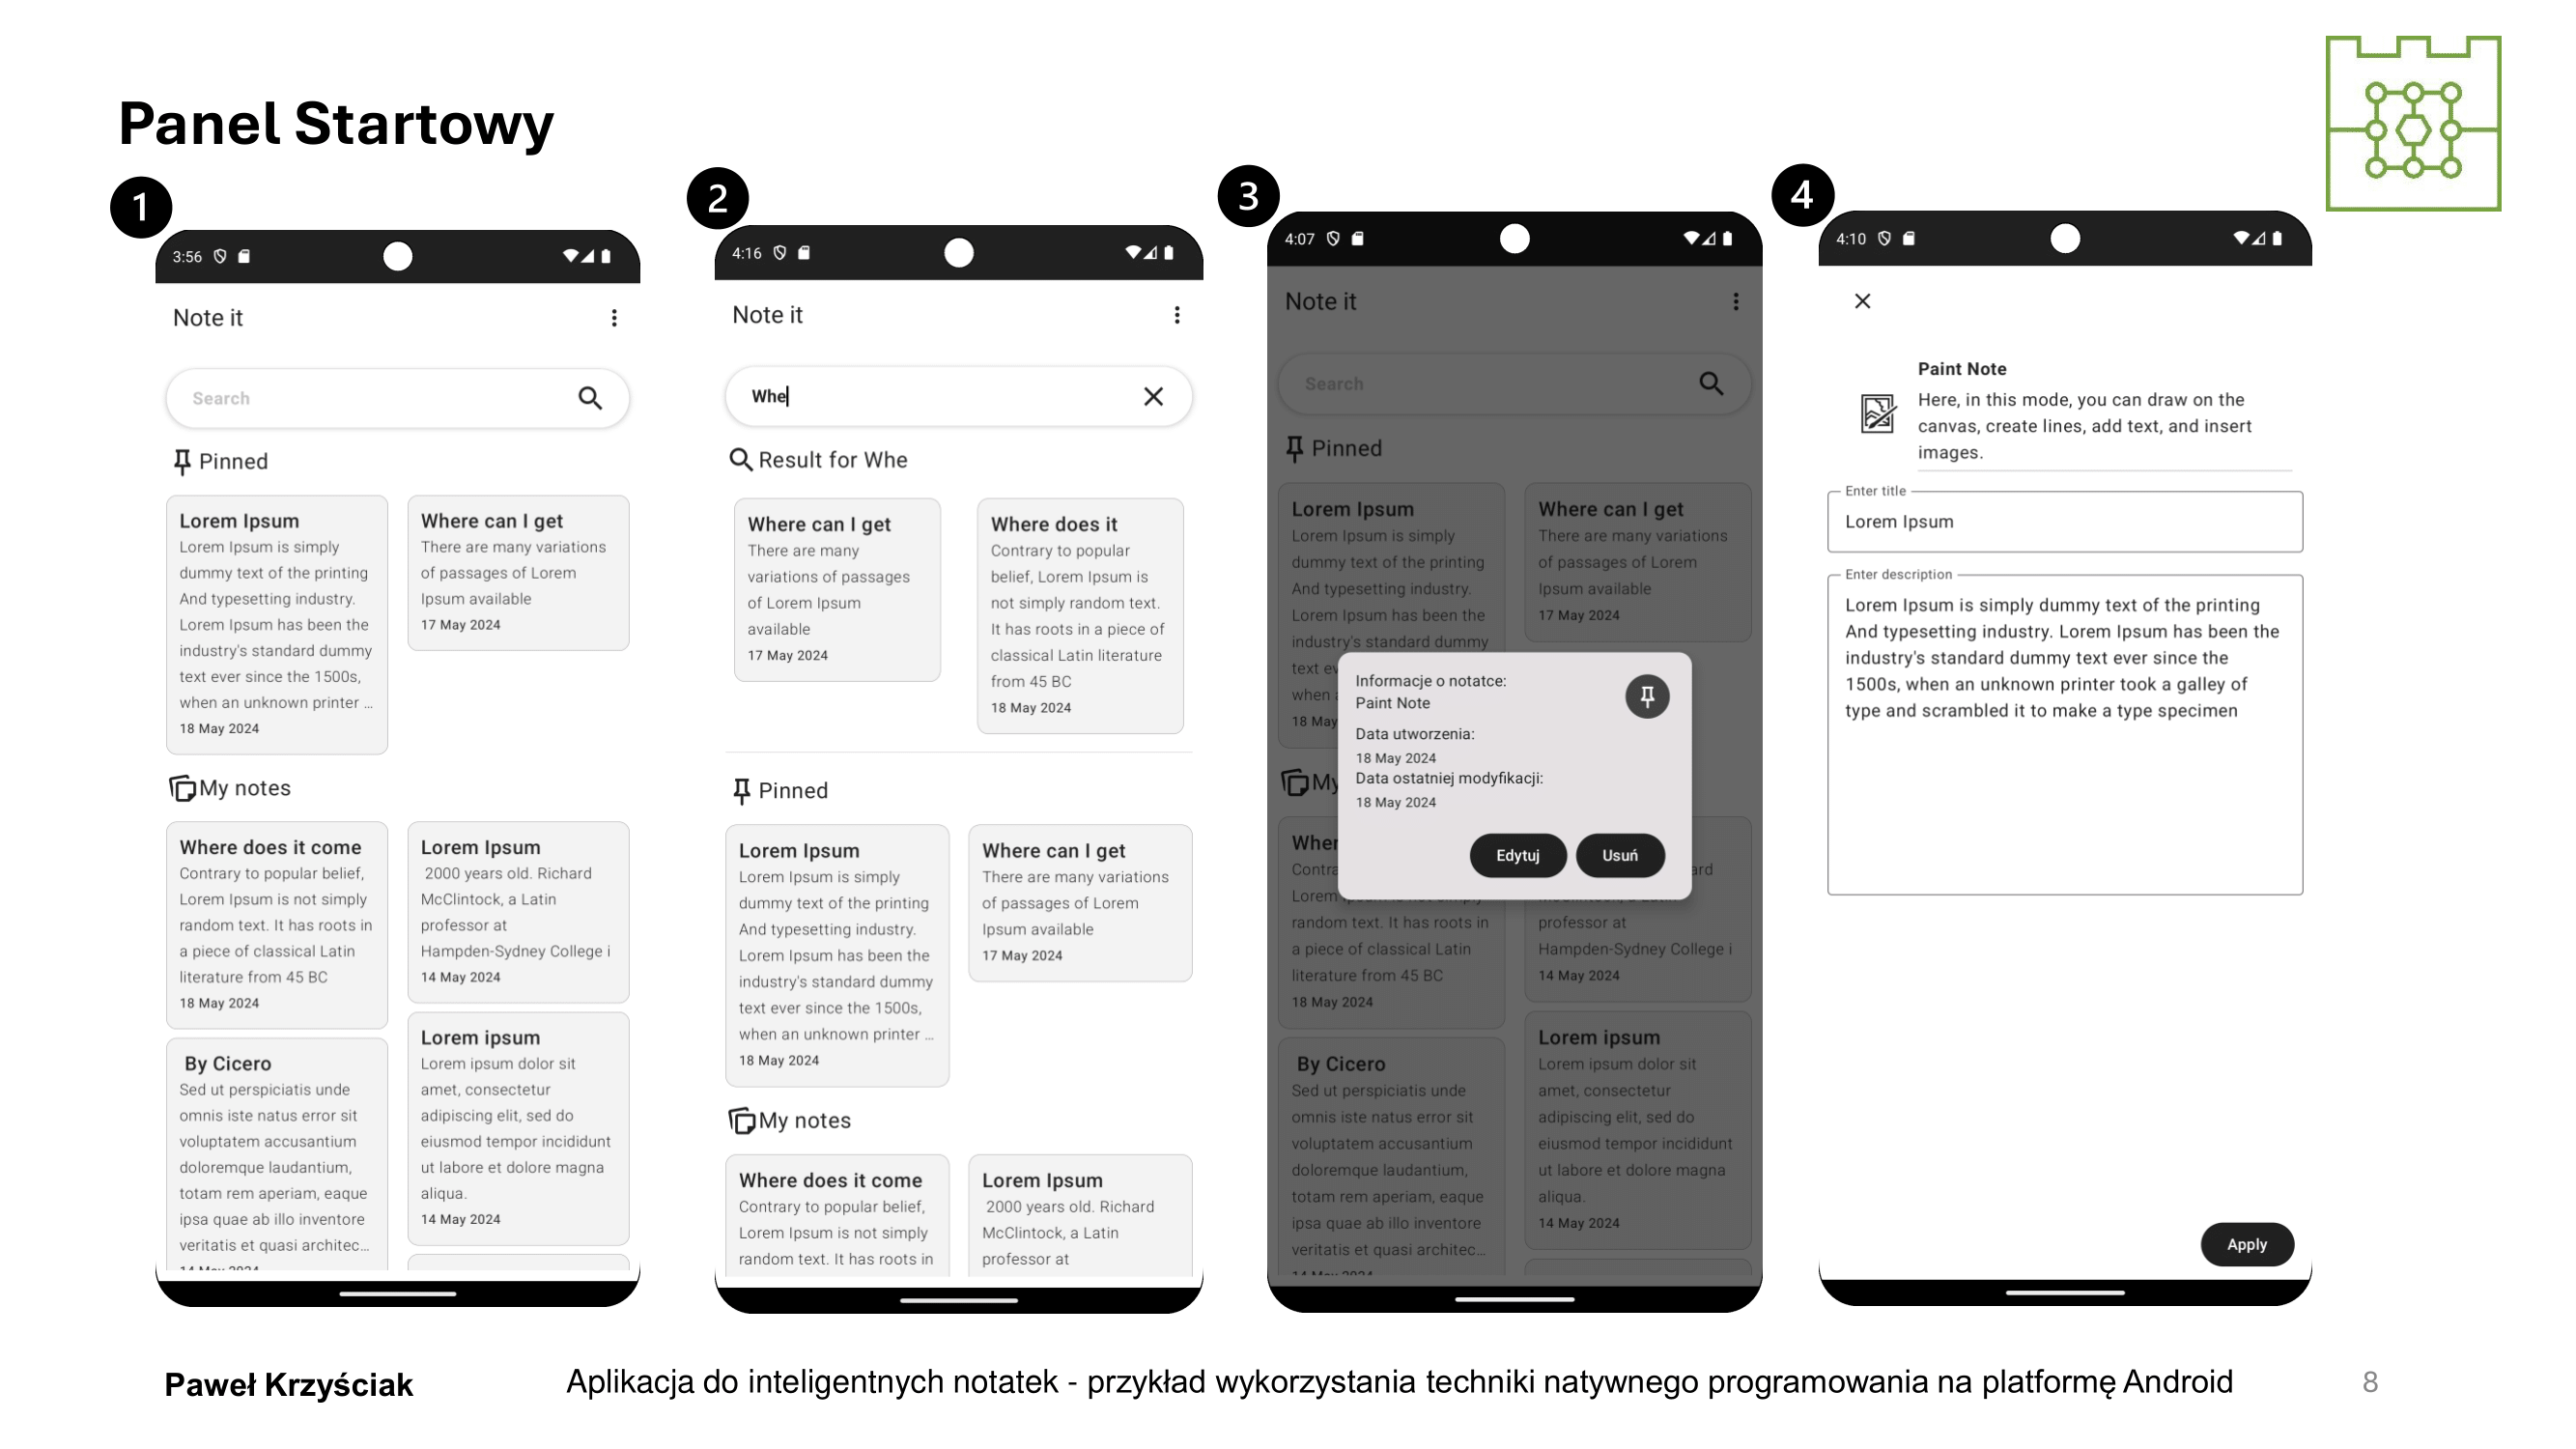 Panel Startowy
1
3:56
Note it
Search
Pinned
Lorem Ipsum
Lorem Ipsum is simply
dummy text of the printing
And typesetting industry.
Lorem Ipsum has been the
industry's standard dummy
text ever since the 1500s,
when an unknown printer ...
18 May 2024
Where can I get
There are many variations
of passages of Lorem
Ipsum available
17 May 2024
My notes
Where does it come
Contrary to popular belief,
Lorem Ipsum is not simply
random text. It has roots in
a piece of classical Latin
literature from 45 BC
18 May 2024
By Cicero
Sed ut perspiciatis unde
omnis iste natus error sit
voluptatem accusantium
doloremque laudantium,
totam rem aperiam, eaque
ipsa quae ab illo inventore
veritatis et quasi architec...
14 May 2024
Lorem Ipsum
2000 years old. Richard
McClintock, a Latin
professor at
Hampden-Sydney College i
14 May 2024
Lorem ipsum
Lorem ipsum dolor sit
amet, consectetur
adipiscing elit, sed do
eiusmod tempor incididunt
ut labore et dolore magna
aliqua.
14 May 2024
2
4:16
Note it
Whe
Result for Whe
Where can I get
There are many
variations of passages
of Lorem Ipsum
available
17 May 2024
Where does it
Contrary to popular
belief, Lorem Ipsum is
not simply random text.
It has roots in a piece of
classical Latin literature
from 45 BC
18 May 2024
Pinned
Lorem Ipsum
Lorem Ipsum is simply
dummy text of the printing
And typesetting industry.
Lorem Ipsum has been the
industry's standard dummy
text ever since the 1500s,
when an unknown printer ...
18 May 2024
Where can I get
There are many variations
of passages of Lorem
Ipsum available
17 May 2024
My notes
Where does it come
Contrary to popular belief,
Lorem Ipsum is not simply
random text. It has roots in
Lorem Ipsum
2000 years old. Richard
McClintock, a Latin
professor at
3
4:07
Note it
Search
Pinned
Lorem Ipsum
Lorem Ipsum is simply
dummy text of the printing
And typesetting industry.
Lorem Ipsum has been the
industry's standard dummy
text
when
18 May
Where can I get
There are many variations
of passages of Lorem
Ipsum available
17 May 2024
Informacje o notatce:
Paint Note
Data utworzenia:
18 May 2024
Data ostatniej modyfikacji:
18 May 2024
Edytuj
Usuń
My
Wher
Contra
Lorem
random text. It has roots in
a piece of classical Latin
literature from 45 BC
18 May 2024
By Cicero
Sed ut perspiciatis unde
omnis iste natus error sit
voluptatem accusantium
doloremque laudantium,
totam rem aperiam, eaque
ipsa quae ab illo inventore
veritatis et quasi architec...
14 May 2024
ard
professor at
Hampden-Sydney College i
14 May 2024
Lorem ipsum
Lorem ipsum dolor sit
amet, consectetur
adipiscing elit, sed do
eiusmod tempor incididunt
ut labore et dolore magna
aliqua.
14 May 2024
4
4:10
Paint Note
Here, in this mode, you can draw on the
canvas, create lines, add text, and insert
images.
Enter title
Lorem Ipsum
Enter description
Lorem Ipsum is simply dummy text of the printing
And typesetting industry. Lorem Ipsum has been the
industry's standard dummy text ever since the
1500s, when an unknown printer took a galley of
type and scrambled it to make a type specimen
Apply
Paweł Krzyściak
Aplikacja do inteligentnych notatek - przykład wykorzystania techniki natywnego programowania na platformę Android
8